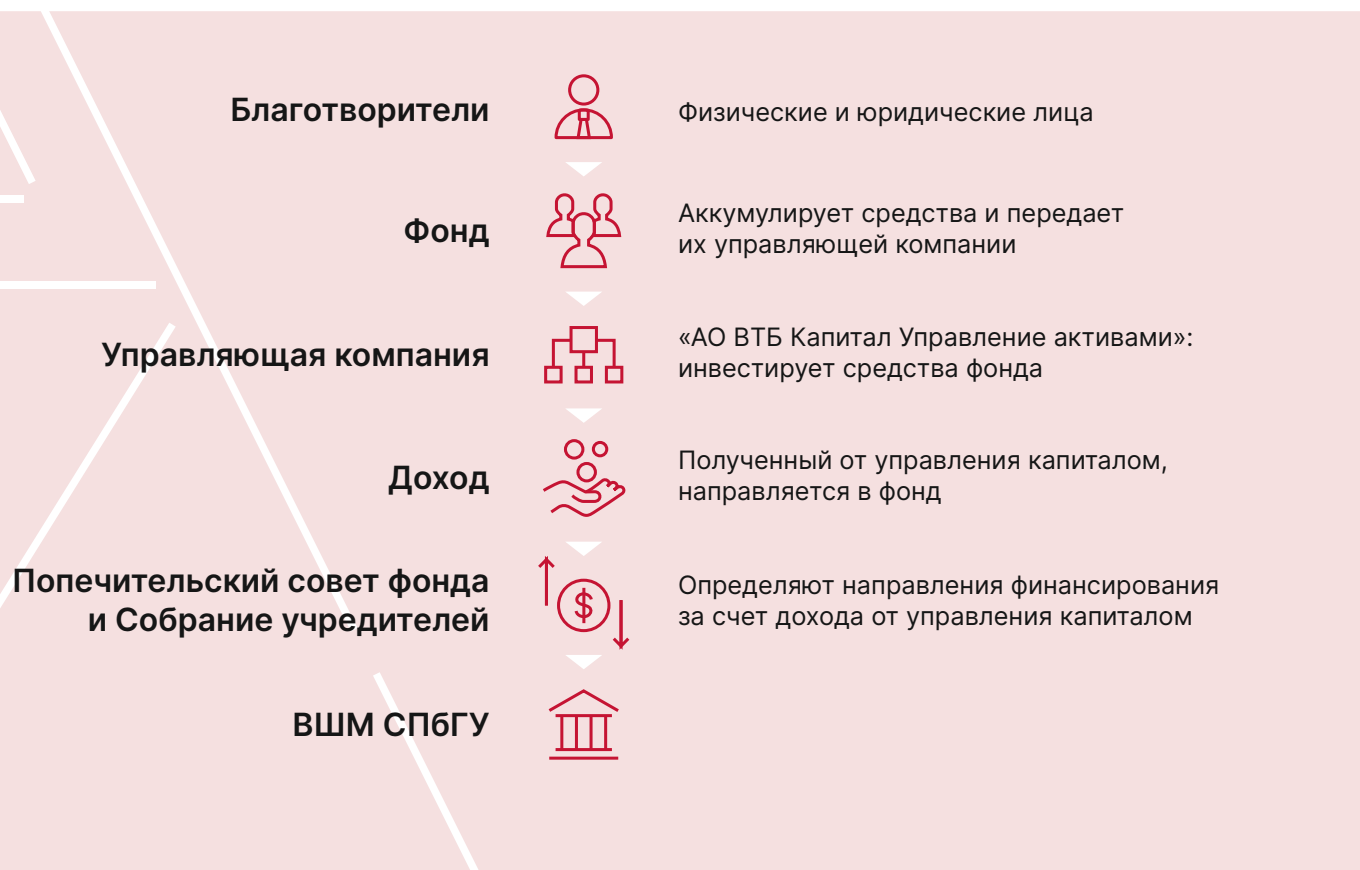 Благотворители
Физические и юридические лица
Фонд
Аккумулирует средства и передает
их управляющей компании
Управляющая компания
«АО ВТБ Капитал Управление активами»:
инвестирует средства фонда
Доход
Полученный от управления капиталом,
направляется в фонд
Попечительский совет фонда
и Собрание учредителей
$
Определяют направления финансирования
за счет дохода от управления капиталом
ВШМ СПбГУ